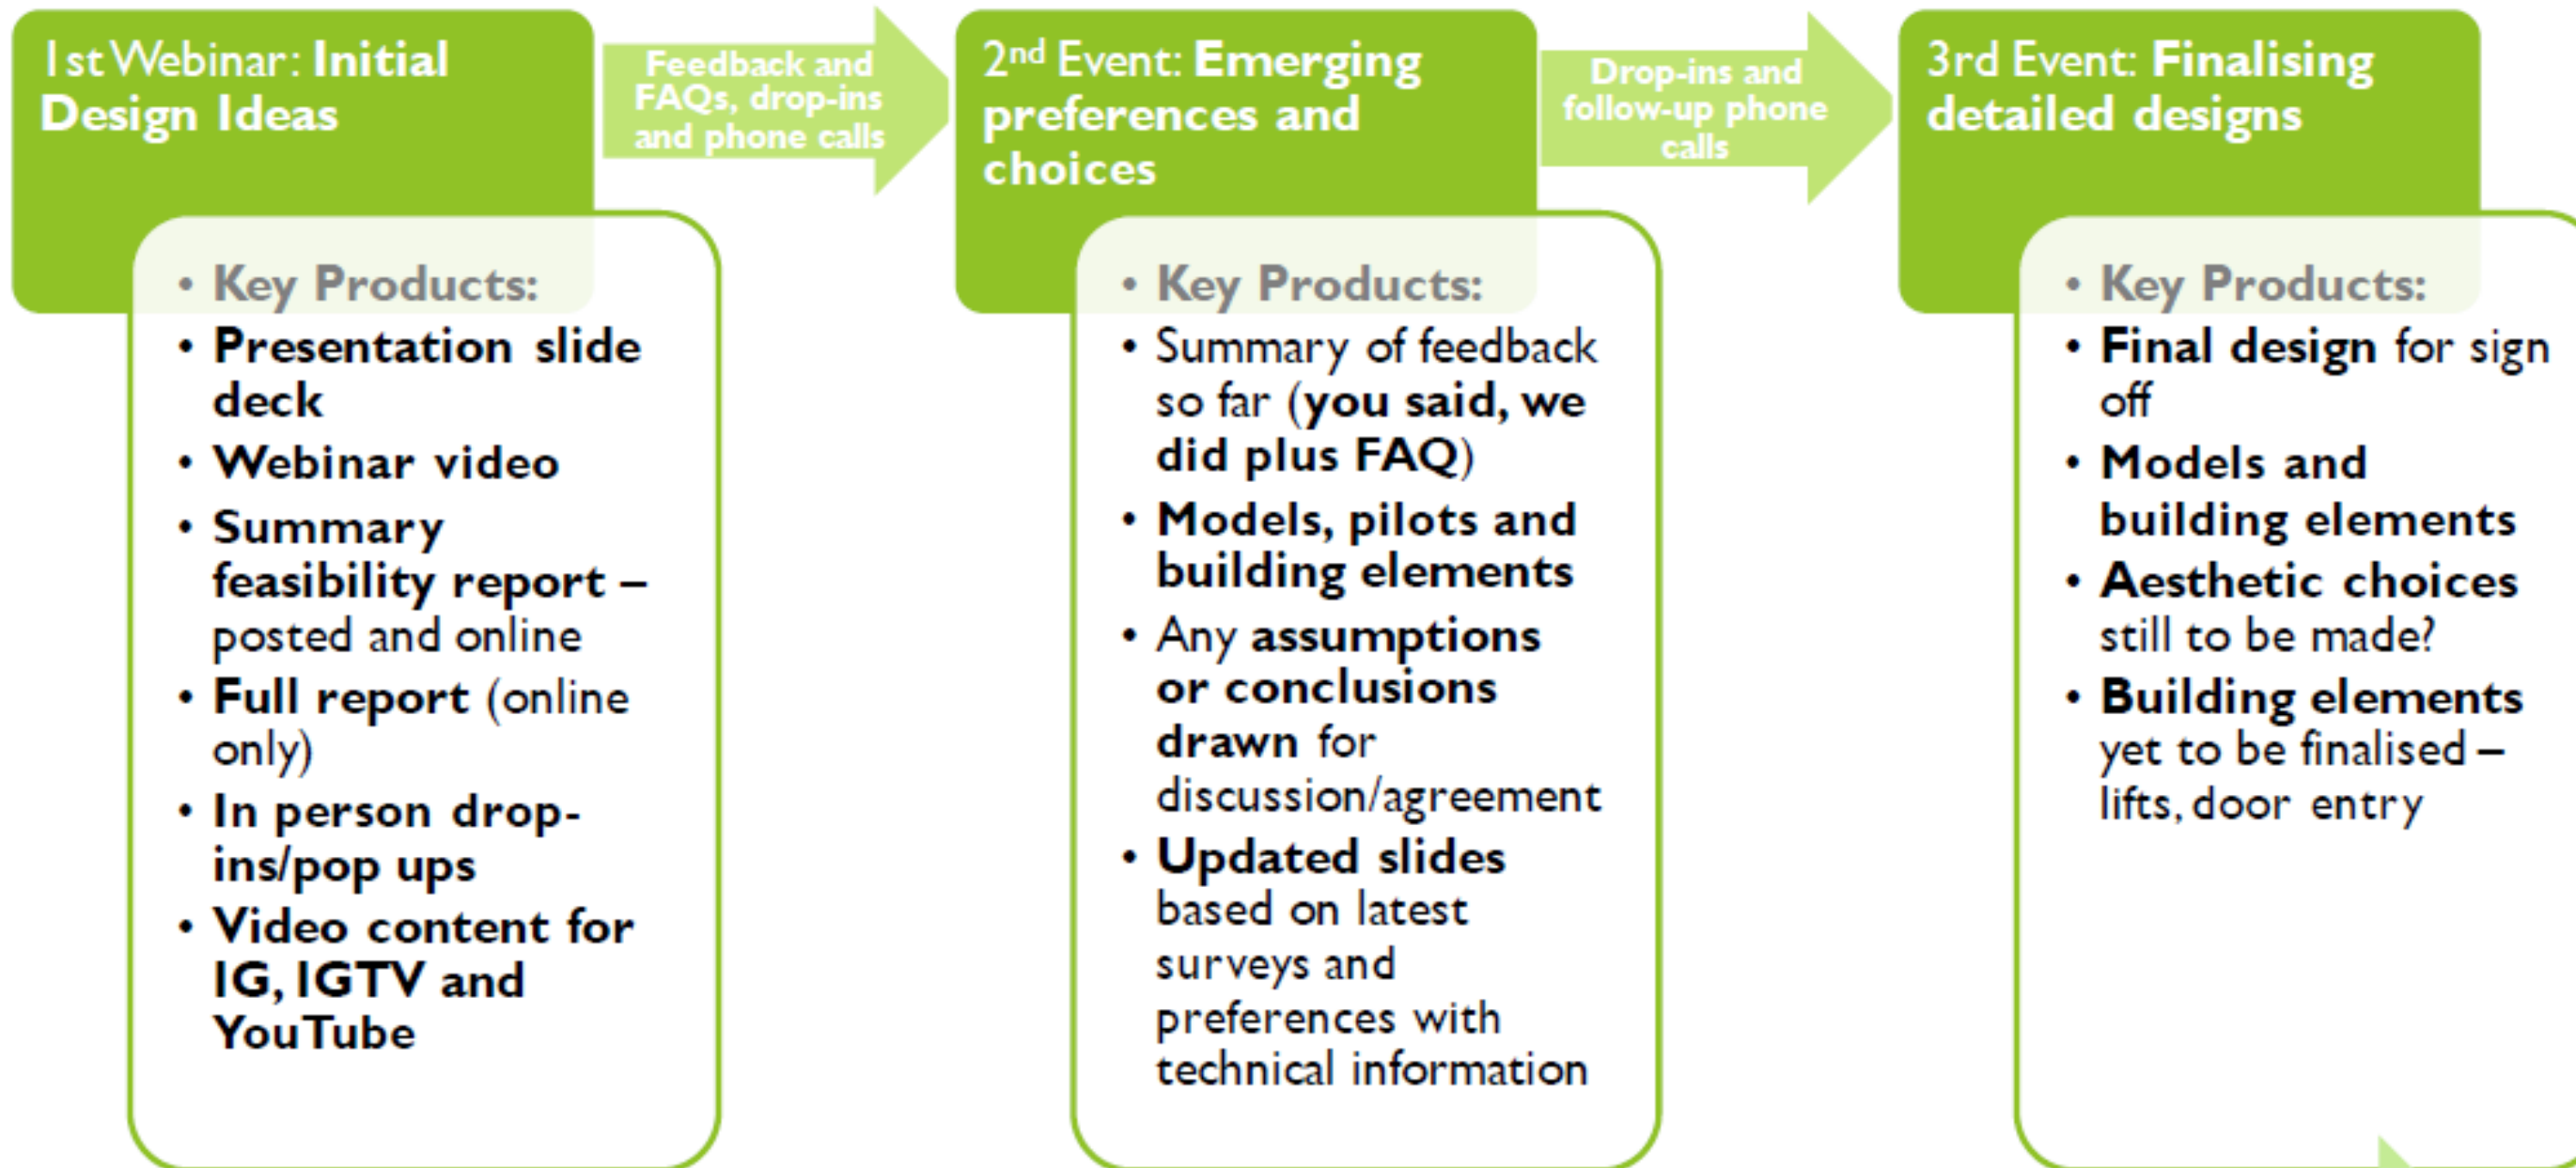 1st Webinar: Initial
Design Ideas
Feedback and
FAQs, drop-ins
and phone calls
2nd Event: Emerging
preferences and
choices
Drop-ins and
follow-up phone
calls
3rd Event: Finalising
detailed designs
• Key Products:
• Presentation slide
deck
• Webinar video
• Summary
feasibility report –
posted and online
• Full report (online
only)
• In person drop-
ins/pop ups
• Video content for
IG, IGTV and
YouTube
• Key Products:
• Summary of feedback
so far (you said, we
did plus FAQ)
• Models, pilots and
building elements
• Any assumptions
or conclusions
drawn for
discussion/agreement
• Updated slides
based on latest
surveys and
preferences with
technical information
• Key Products:
• Final design for sign
off
• Models and
building elements
• Aesthetic choices
still to be made?
• Building elements
yet to be finalised –
lifts, door entry